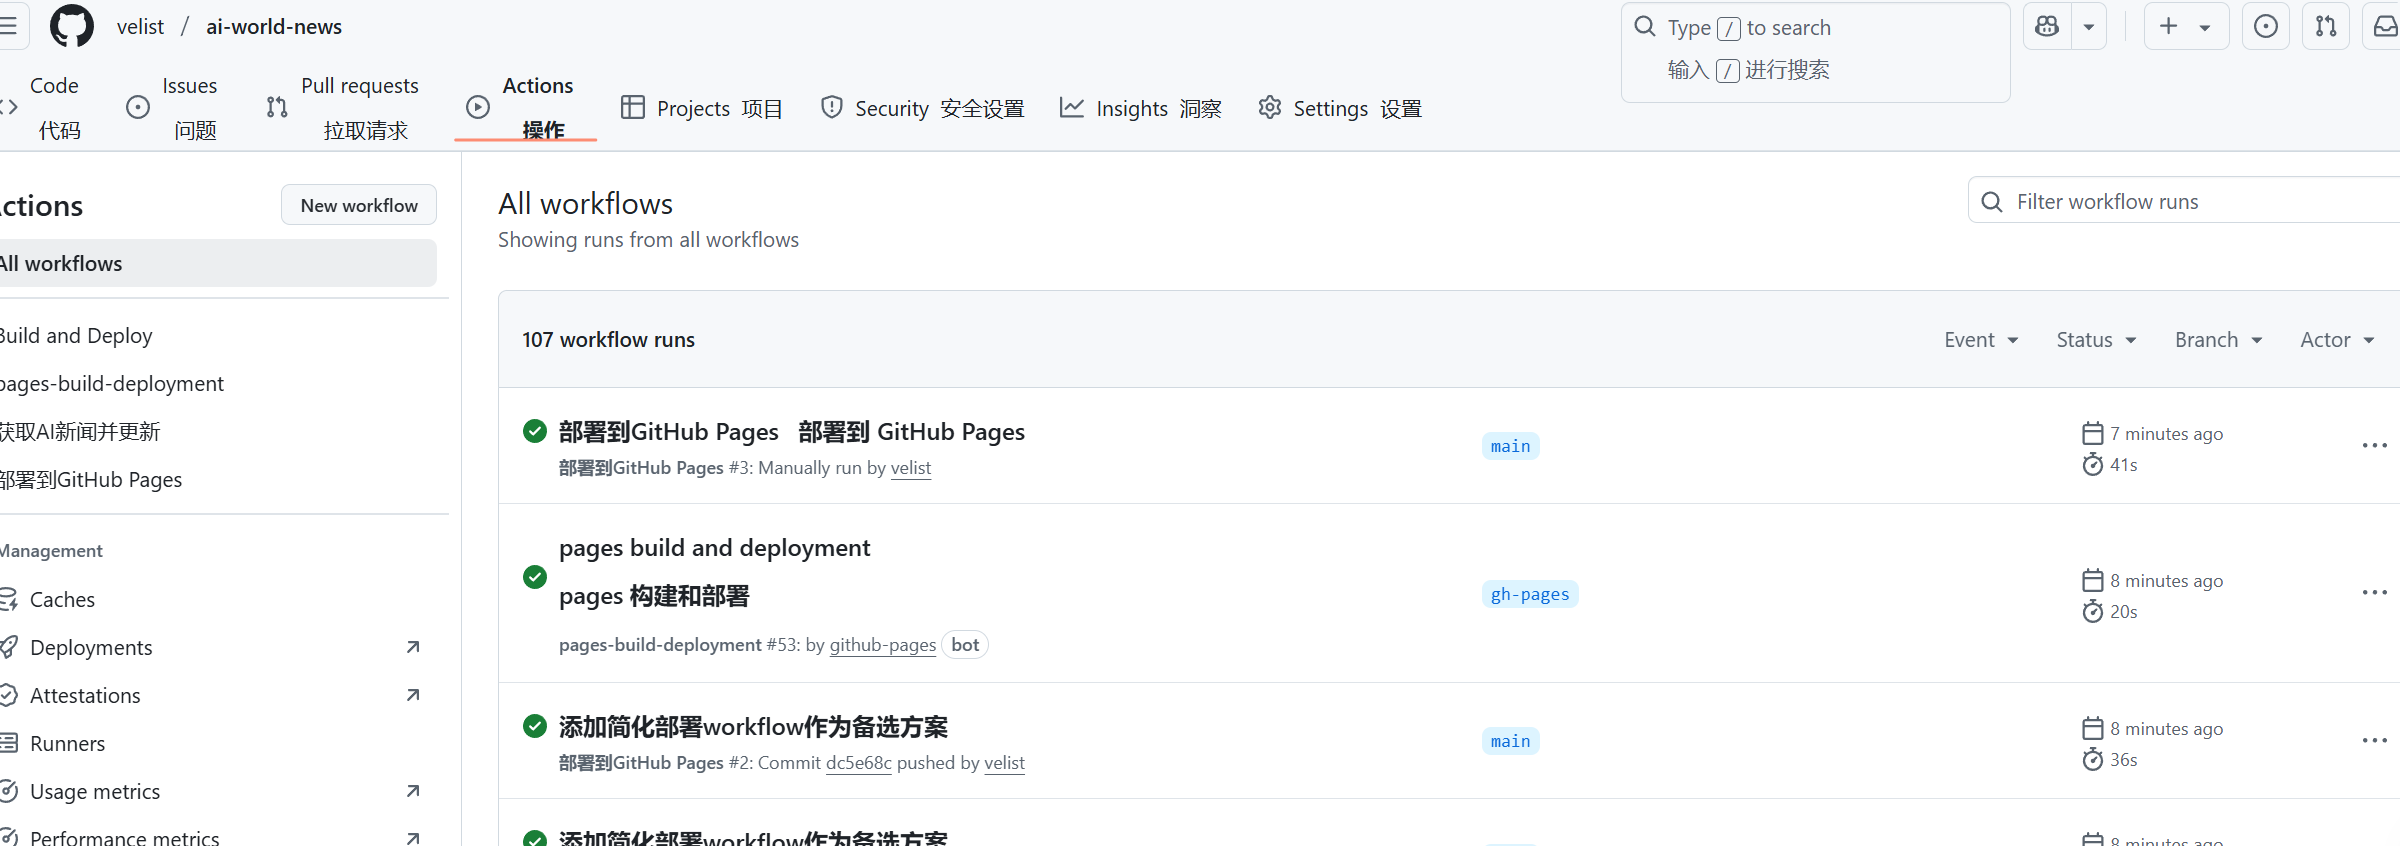 velist / ai-world-news
Type / to search
输入 / 进行搜索
Code
代码
Issues
问题
Pull requests
拉取请求
Actions
操作
Projects 项目
Security 安全设置
Insights 洞察
Settings 设置
ctions
New workflow
All workflows
Build and Deploy
pages-build-deployment
获取AI新闻并更新
部署到GitHub Pages
Management
Caches
Deployments
Attestations
Runners
Usage metrics
Performance metrics
All workflows
Showing runs from all workflows
Filter workflow runs
107 workflow runs
Event
Status
Branch
Actor
部署到GitHub Pages 部署到 GitHub Pages
部署到GitHub Pages #3: Manually run by velist
main
7 minutes ago
41s
pages build and deployment
pages 构建和部署
pages-build-deployment #53: by github-pages bot
gh-pages
8 minutes ago
20s
添加简化部署workflow作为备选方案
部署到GitHub Pages #2: Commit dc5e68c pushed by velist
main
8 minutes ago
36s
添加简化部署workflow作为备选方案
8 minutes ago